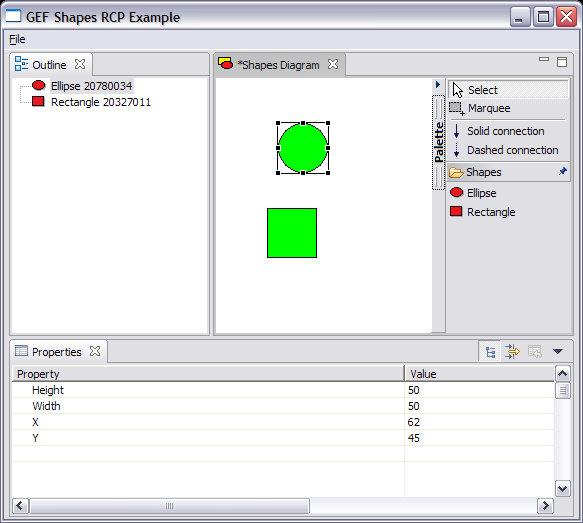 GEF Shapes RCP Example
File
Outline
Ellipse 20780034
Rectangle 20327011
*Shapes Diagram
Palette
Select
Marquee
Solid connection
Dashed connection
Shapes
Ellipse
Rectangle
Properties
Property Value
Height 50
Width 50
X 62
Y 45